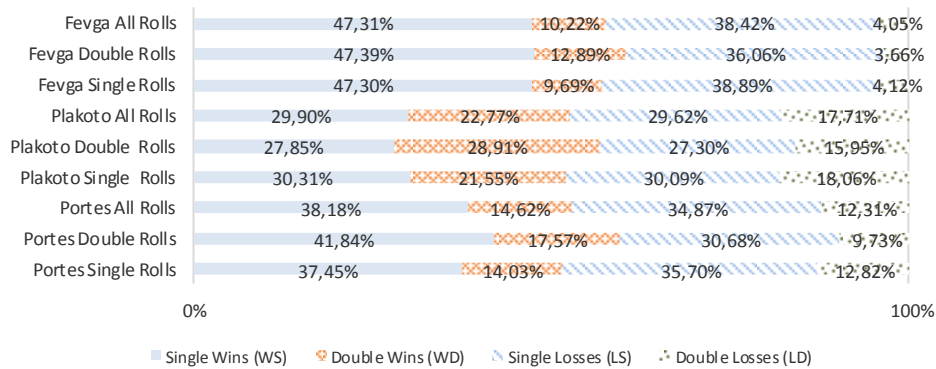 Fevga All Rolls 47,31% 10,22% 38,42% 4,05%
Fevga Double Rolls 47,39% 12,89% 36,06% 3,66%
Fevga Single Rolls 47,30% 9,69% 38,89% 4,12%
Plakoto All Rolls 29,90% 22,77% 29,62% 17,71%
Plakoto Double Rolls 27,85% 28,91% 27,30% 15,95%
Plakoto Single Rolls 30,31% 21,55% 30,09% 18,06%
Portes All Rolls 38,18% 14,62% 34,87% 12,31%
Portes Double Rolls 41,84% 17,57% 30,68% 9,73%
Portes Single Rolls 37,45% 14,03% 35,70% 12,82%
0% 100%
Single Wins (WS) Double Wins (WD) Single Losses (LS) Double Losses (LD)